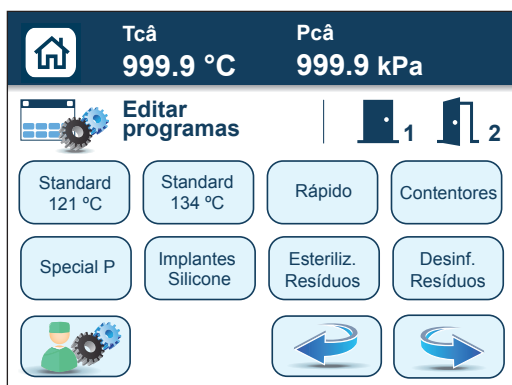 Tcâ
Pcâ
999.9 °C
999.9 kPa
Editar
programas
1
2
Standard
121 ºC
Standard
134 ºC
Rápido
Contentores
Special P
Implantes
Silicone
Esteriliz.
Resíduos
Desinf.
Resíduos